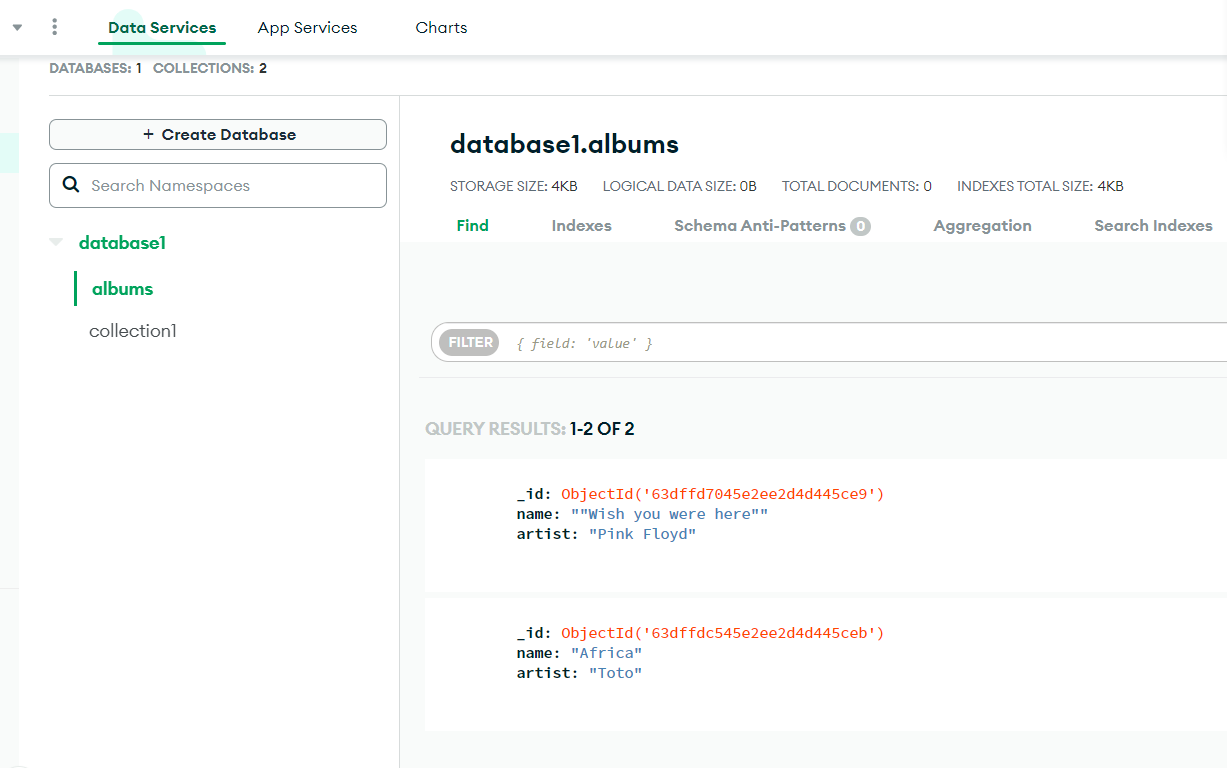 Data Services App Services Charts
DATABASES: 1 COLLECTIONS: 2
+ Create Database
Search Namespaces
database1
albums
collection1
database1.albums
STORAGE SIZE: 4KB LOGICAL DATA SIZE: 0B TOTAL DOCUMENTS: 0 INDEXES TOTAL SIZE: 4KB
Find Indexes Schema Anti-Patterns 0 Aggregation Search Indexes
FILTER { field: 'value' }
QUERY RESULTS: 1-2 OF 2
_id: ObjectId('63dffd7045e2ee2d4d445ce9')
name: ""Wish you were here""
artist: "Pink Floyd"
_id: ObjectId('63dffdc545e2ee2d4d445ceb')
name: "Africa"
artist: "Toto"